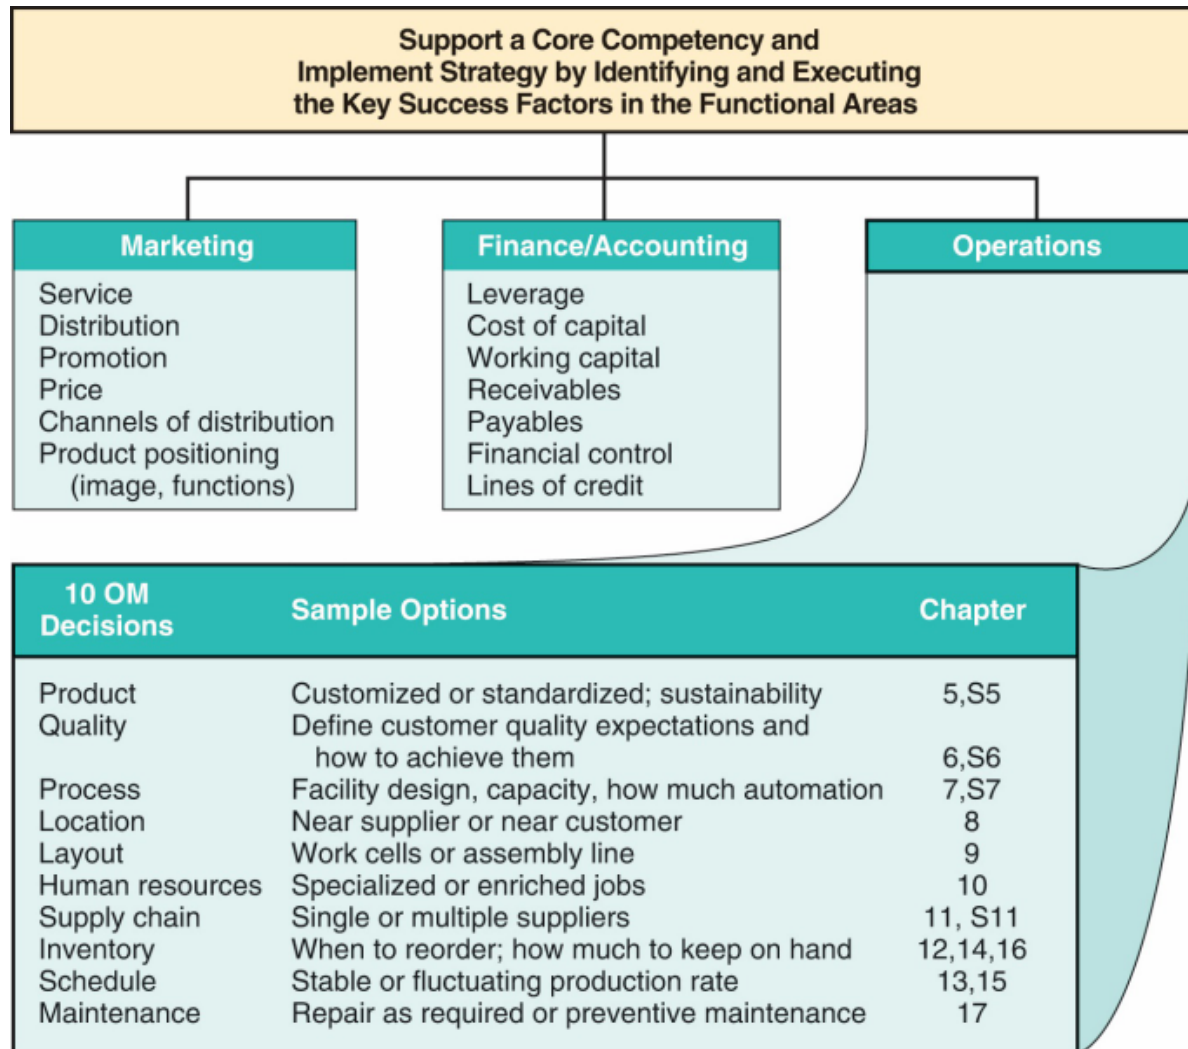 Support a Core Competency and
Implement Strategy by Identifying and Executing
the Key Success Factors in the Functional Areas
Marketing
Service
Distribution
Promotion
Price
Channels of distribution
Product positioning
(image, functions)
Finance/Accounting
Leverage
Cost of capital
Working capital
Receivables
Payables
Financial control
Lines of credit
Operations
10 OM
Decisions Sample Options Chapter
Product Customized or standardized; sustainability 5,S5
Quality Define customer quality expectations and
how to achieve them 6,S6
Process Facility design, capacity, how much automation 7,S7
Location Near supplier or near customer 8
Layout Work cells or assembly line 9
Human resources Specialized or enriched jobs 10
Supply chain Single or multiple suppliers 11, S11
Inventory When to reorder; how much to keep on hand 12,14,16
Schedule Stable or fluctuating production rate 13,15
Maintenance Repair as required or preventive maintenance 17